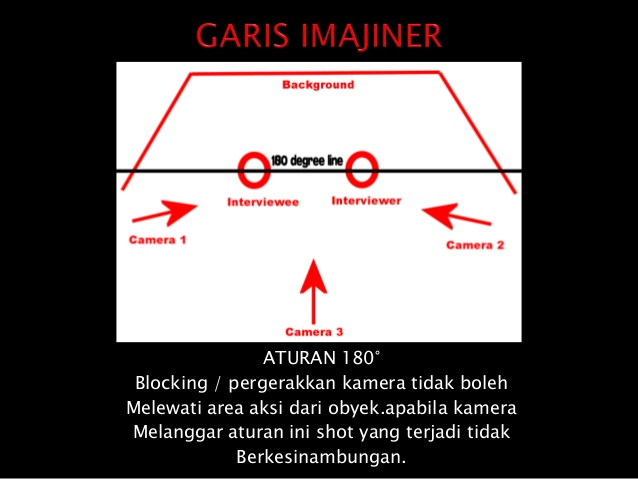 GARIS IMAJINER
Background
180 degree line
Interviewee
Interviewer
Camera 1
Camera 2
Camera 3
ATURAN 180°
Blocking / pergerakkan kamera tidak boleh
Melewati area aksi dari obyek.apabila kamera
Melanggar aturan ini shot yang terjadi tidak
Berkesinambungan.